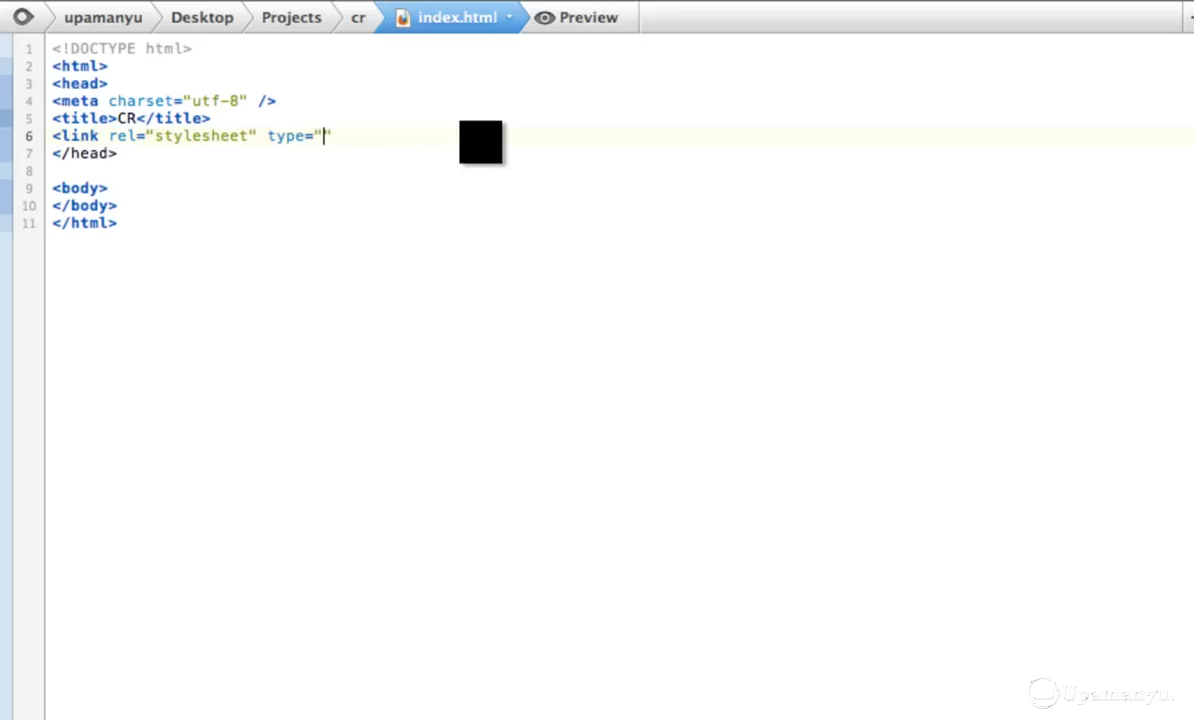 upamanyu Desktop Projects cr index.html Preview
1 <!DOCTYPE html>
2 <html>
3 <head>
4 <meta charset="utf-8" />
5 <title>CR</title>
6 <link rel="stylesheet" type=""
7 </head>
8
9 <body>
10 </body>
11 </html>
Upamanyu.